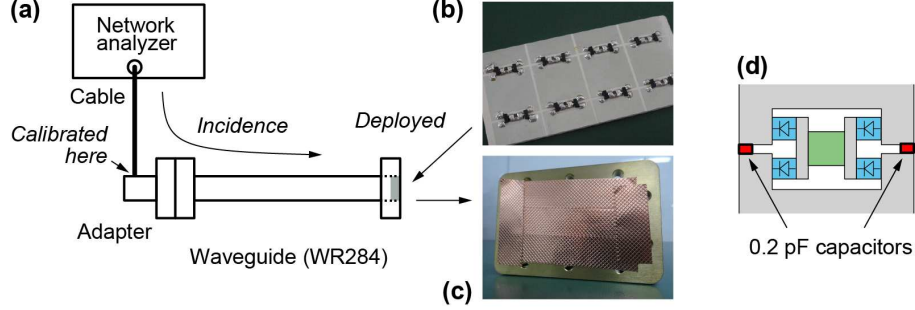 (a)
Network
analyzer
Cable
Calibrated
here
Incidence
Deployed
Adapter
Waveguide (WR284)
(b)
(c)
(d)
0.2 pF capacitors